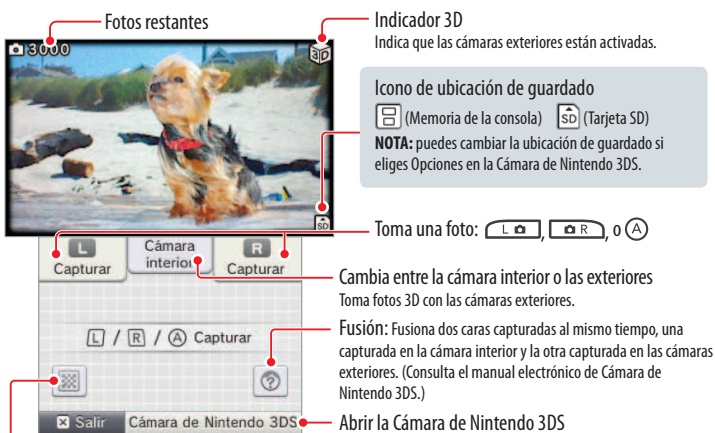 Fotos restantes
3000
3D
SD
Indicador 3D
Indica que las cámaras exteriores están activadas.
Icono de ubicación de guardado
(Memoria de la consola) SD (Tarjeta SD)
NOTA: puedes cambiar la ubicación de guardado si
eliges Opciones en la Cámara de Nintendo 3DS.
Toma una foto: L, R, o A
L
Capturar
Cámara
interior
R
Capturar
Cambia entre la cámara interior o las exteriores
Toma fotos 3D con las cámaras exteriores.
L / R / A Capturar
Fusión: Fusiona dos caras capturadas al mismo tiempo, una
capturada en la cámara interior y la otra capturada en las cámaras
exteriores. (Consulta el manual electrónico de Cámara de
Nintendo 3DS.)
?
X Salir
Cámara de Nintendo 3DS
Abrir la Cámara de Nintendo 3DS